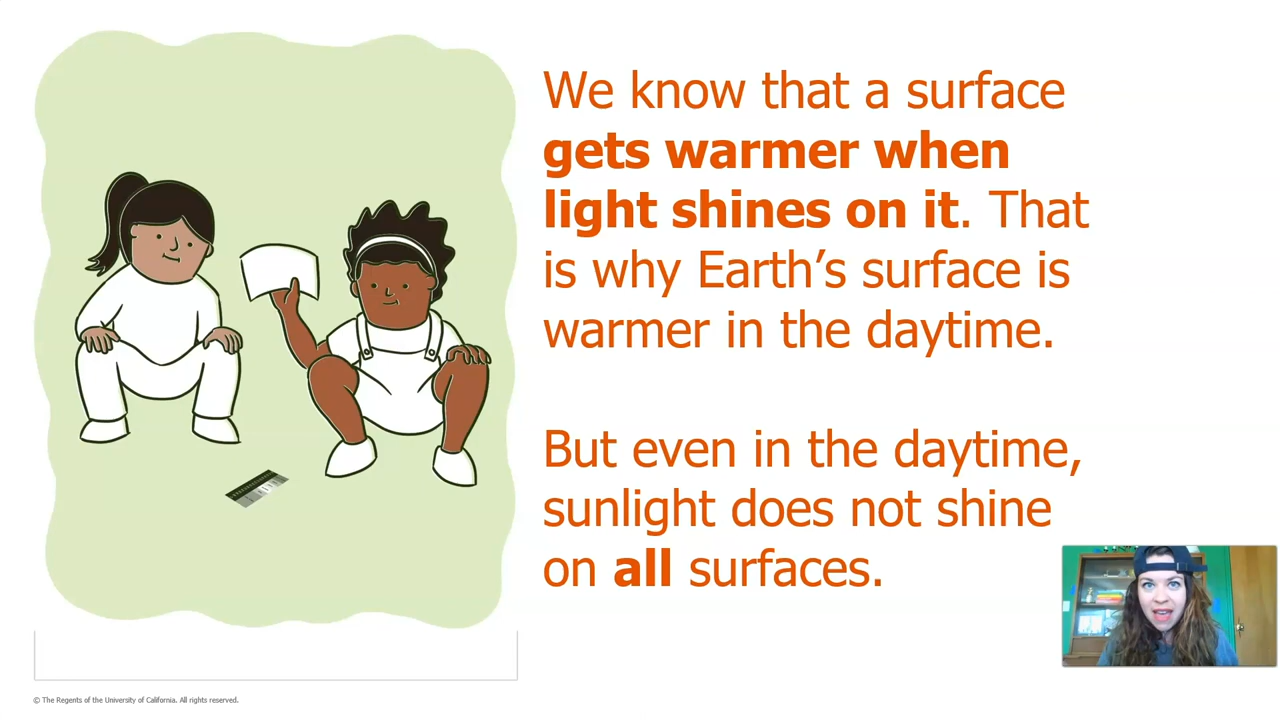 We know that a surface
gets warmer when
light shines on it. That
is why Earth’s surface is
warmer in the daytime.
But even in the daytime,
sunlight does not shine
on all surfaces.
© The Regents of the University of California. All rights reserved.